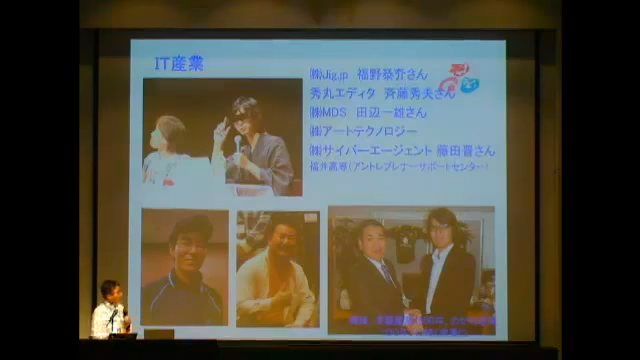 IT産業
㈱Jig.jp 福野泰介さん
秀丸エディタ 斉藤秀夫さん
㈱MDS 田辺一雄さん
㈱アートテクノロジー
㈱サイバーエージェント 藤田晋さん
福井高専(アントレプレナーサポートセンター)